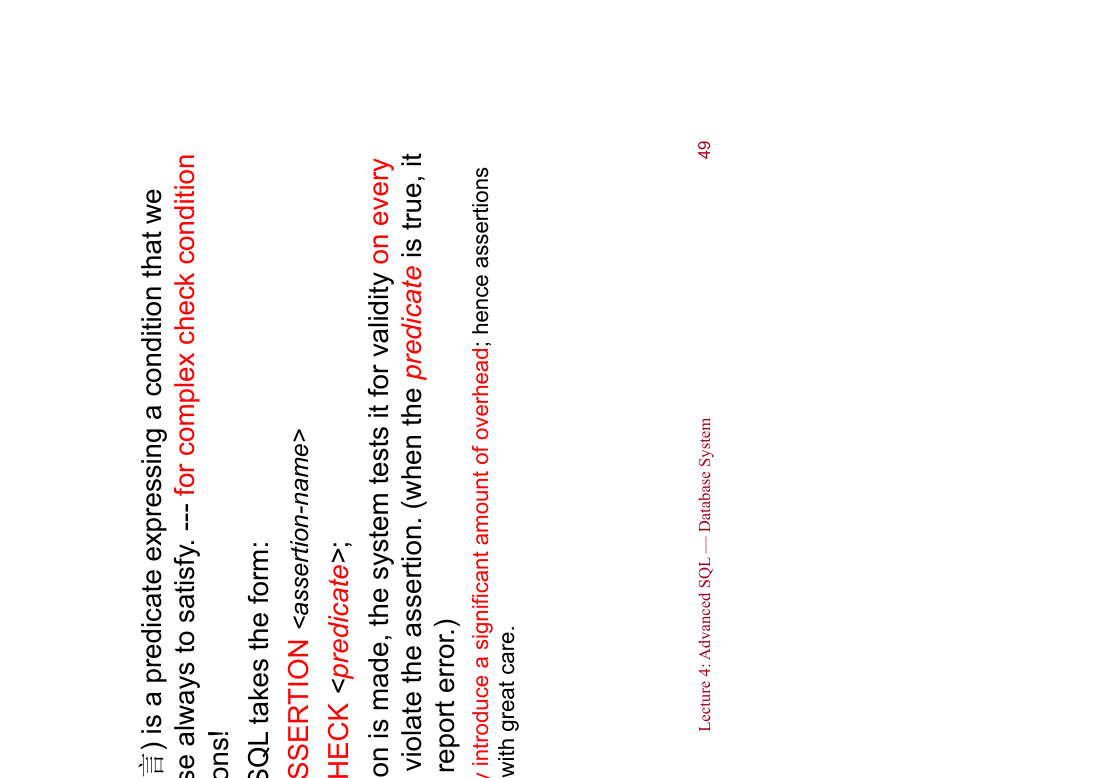 言) is a predicate expressing a condition that we
se always to satisfy. --- for complex check condition
ons!
SQL takes the form:
SSERTION <assertion-name>
HECK <predicate>;
on is made, the system tests it for validity on every
violate the assertion. (when the predicate is true, it
report error.)
y introduce a significant amount of overhead; hence assertions
with great care.
Lecture 4: Advanced SQL — Database System
49